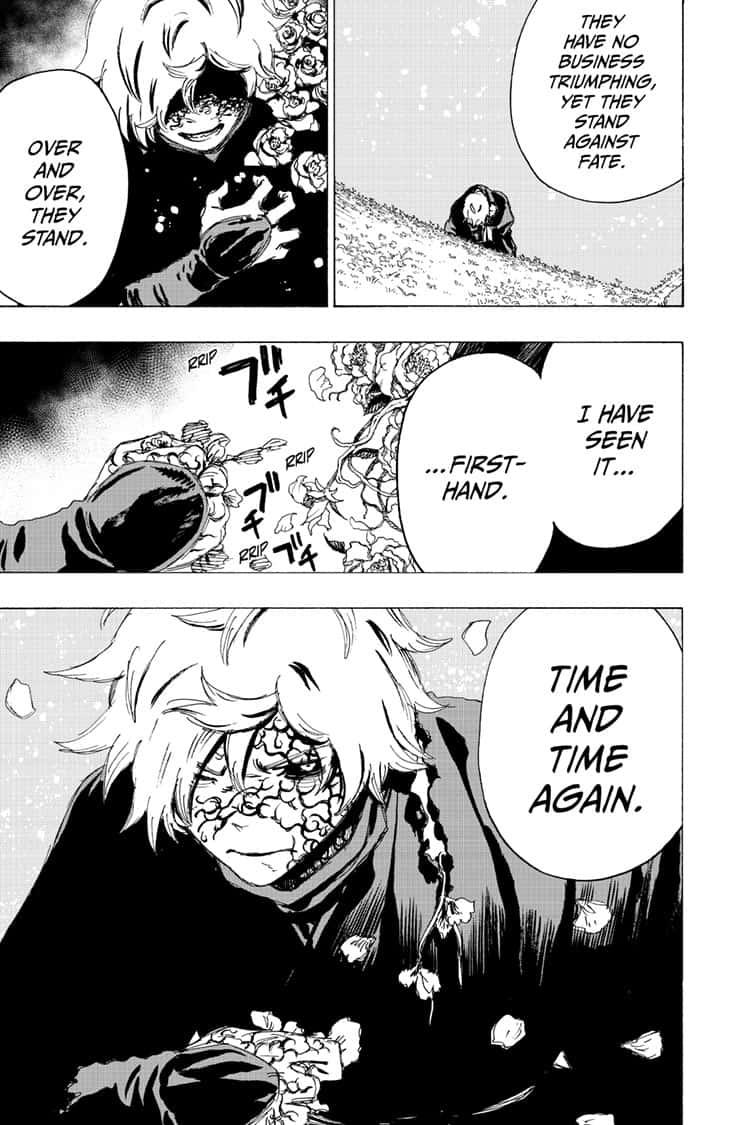 THEY
HAVE NO
BUSINESS
TRIUMPHING,
YET THEY
STAND
AGAINST
FATE.
OVER
AND
OVER,
THEY
STAND.
I HAVE
SEEN
IT...
...FIRST-
HAND.
RRIP
ブチ
RRIP
RRIP
ブチ
RRIP
ブチ
TIME
AND
TIME
AGAIN.